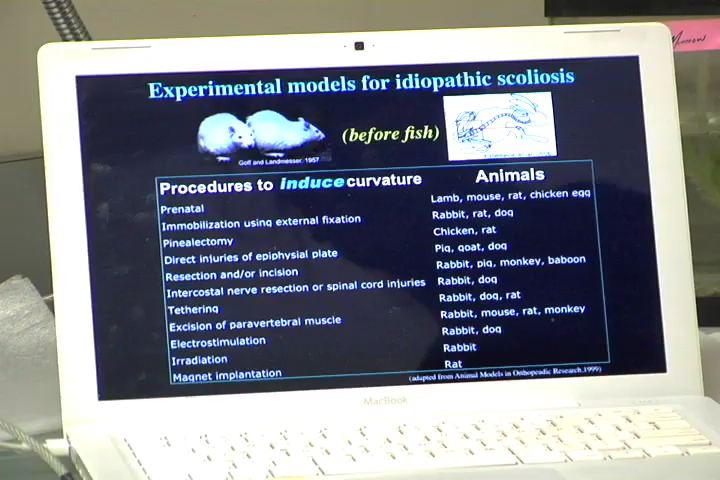 Experimental models for idiopathic scoliosis
Goff and Landmesser, 1957
(before fish)
Procedures to induce curvature
Animals
Prenatal
Lamb, mouse, rat, chicken egg
Immobilization using external fixation
Rabbit, rat, dog
Pinealectomy
Chicken, rat
Direct injuries of epiphysial plate
Pig, goat, dog
Resection and/or incision
Rabbit, pig, monkey, baboon
Intercostal nerve resection or spinal cord injuries
Rabbit, dog
Tethering
Rabbit, dog, rat
Excision of paravertebral muscle
Rabbit, mouse, rat, monkey
Electrostimulation
Rabbit, dog
Irradiation
Rabbit
Magnet implantation
Rat
(adapted from Animal Models in Orthopeadic Research,1999)
MacBook